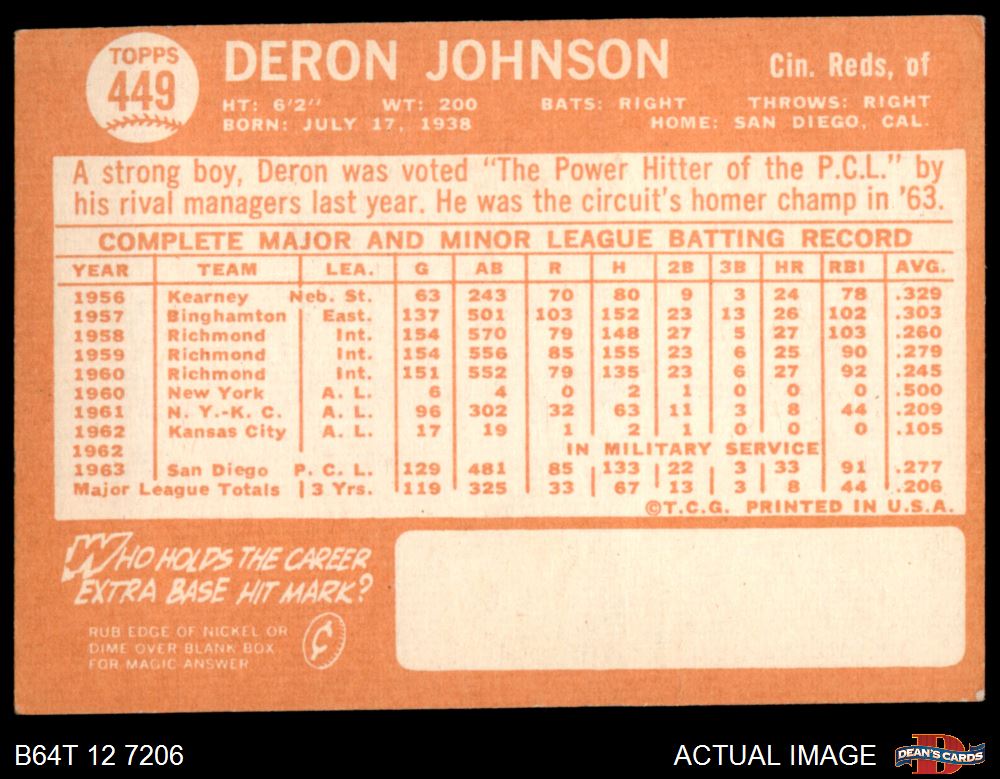 TOPPS
449
DERON JOHNSON
Cin. Reds, of
HT: 6'2" WT: 200 BATS: RIGHT THROWS: RIGHT
BORN: JULY 17, 1938 HOME: SAN DIEGO, CAL.
A strong boy, Deron was voted "The Power Hitter of the P.C.L." by
his rival managers last year. He was the circuit's homer champ in '63.
COMPLETE MAJOR AND MINOR LEAGUE BATTING RECORD
YEAR TEAM LEA. G AB R H 2B 3B HR RBI AVG.
1956 Kearney Neb. St. 63 243 70 80 9 3 24 78 .329
1957 Binghamton East. 137 501 103 152 23 13 26 102 .303
1958 Richmond Int. 154 570 79 148 27 5 27 103 .260
1959 Richmond Int. 154 556 85 155 23 6 25 90 .279
1960 Richmond Int. 151 552 79 135 23 6 27 92 .245
1960 New York A. L. 6 4 0 2 1 0 0 0 .500
1961 N. Y.-K. C. A. L. 96 302 32 63 11 3 8 44 .209
1962 Kansas City A. L. 17 19 1 2 1 0 0 0 .105
1962 IN MILITARY SERVICE
1963 San Diego P. C. L. 129 481 85 133 22 3 33 91 .277
Major League Totals 3 Yrs. 119 325 33 67 13 3 8 44 .206
©T.C.G. PRINTED IN U.S.A.
WHO HOLDS THE CAREER
EXTRA BASE HIT MARK?
RUB EDGE OF NICKEL OR
DIME OVER BLANK BOX
FOR MAGIC ANSWER
¢
B64T 12 7206
ACTUAL IMAGE
DEAN'S CARDS